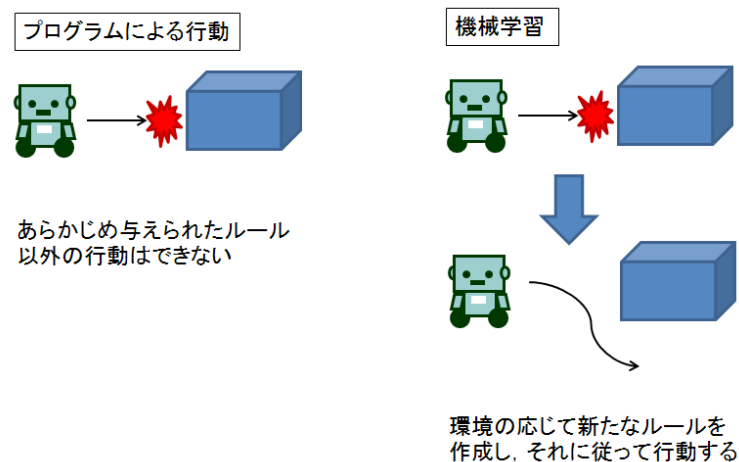 プログラムによる行動
あらかじめ与えられたルール
以外の行動はできない
機械学習
環境の応じて新たなルールを
作成し，それに従って行動する